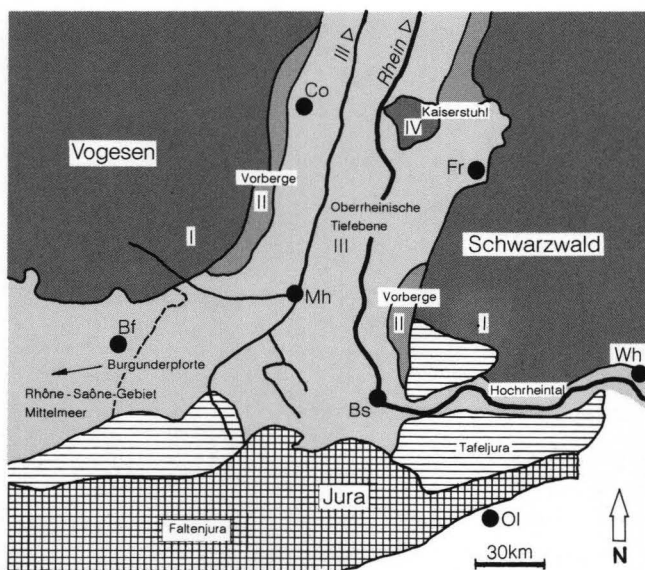 III ▷
Rhein ▷
Co
Kaiserstuhl
IV
Vogesen
Vorberge
II
Fr
Oberrheinische
Tiefebene
III
I
Schwarzwald
Mh
Vorberge
II
I
Bf
Burgunderpforte
Wh
Rhône-Saône-Gebiet
Mittelmeer
Hochrheintal
Bs
Tafeljura
Jura
Faltenjura
Ol
30km
N